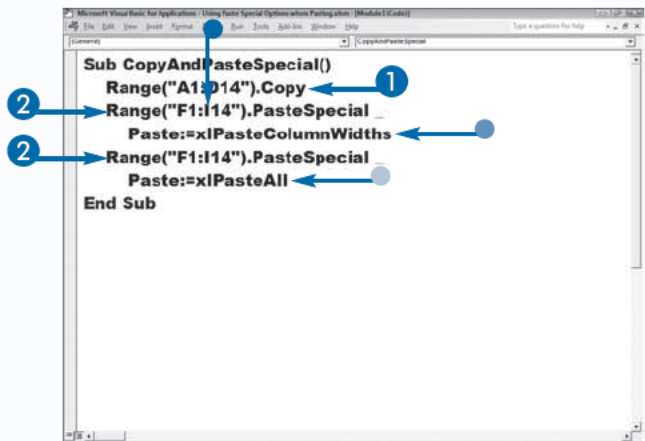 Microsoft Visual Basic for Applications - Using Paste Special Options when Pasting.xlsm - [Module1 (Code)]
File Edit View Insert Format Run Tools Add-Ins Window Help
Type a question for help
(General)
CopyAndPasteSpecial
Sub CopyAndPasteSpecial()
Range("A1:D14").Copy
1
2
Range("F1:I14").PasteSpecial _
Paste:=xlPasteColumnWidths
2
Range("F1:I14").PasteSpecial _
Paste:=xlPasteAll
End Sub